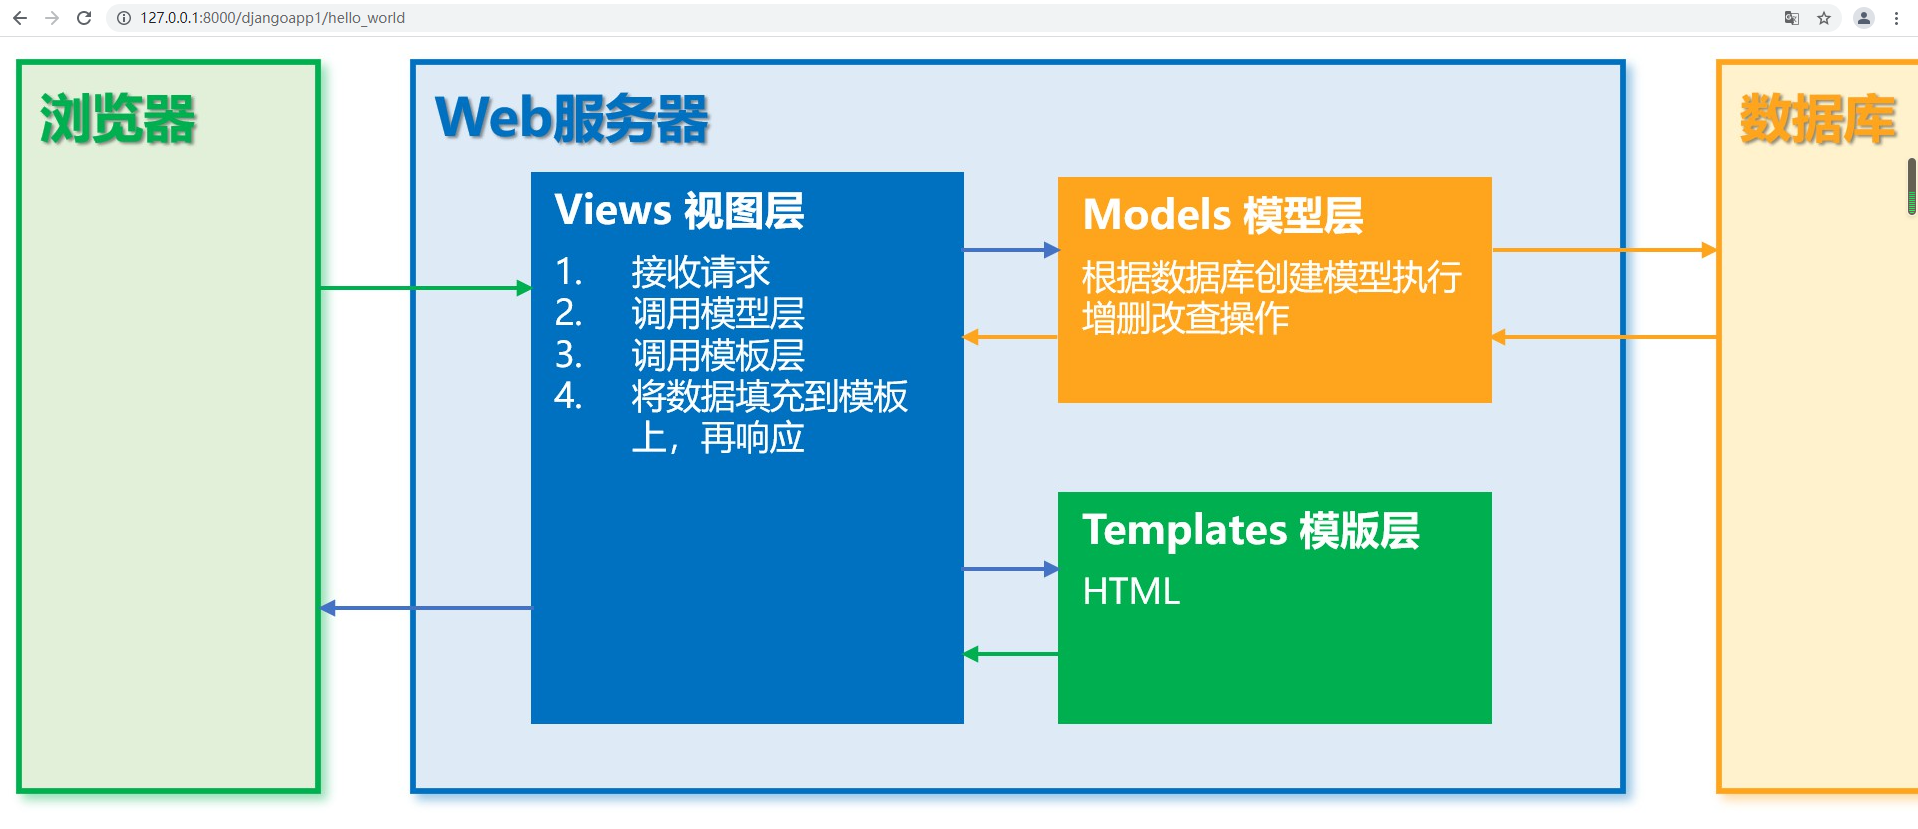 127.0.0.1:8000/djangoapp1/hello_world
浏览器
Web服务器
数据库
Views 视图层
1. 接收请求
2. 调用模型层
3. 调用模板层
4. 将数据填充到模板
上，再响应
Models 模型层
根据数据库创建模型执行
增删改查操作
Templates 模版层
HTML